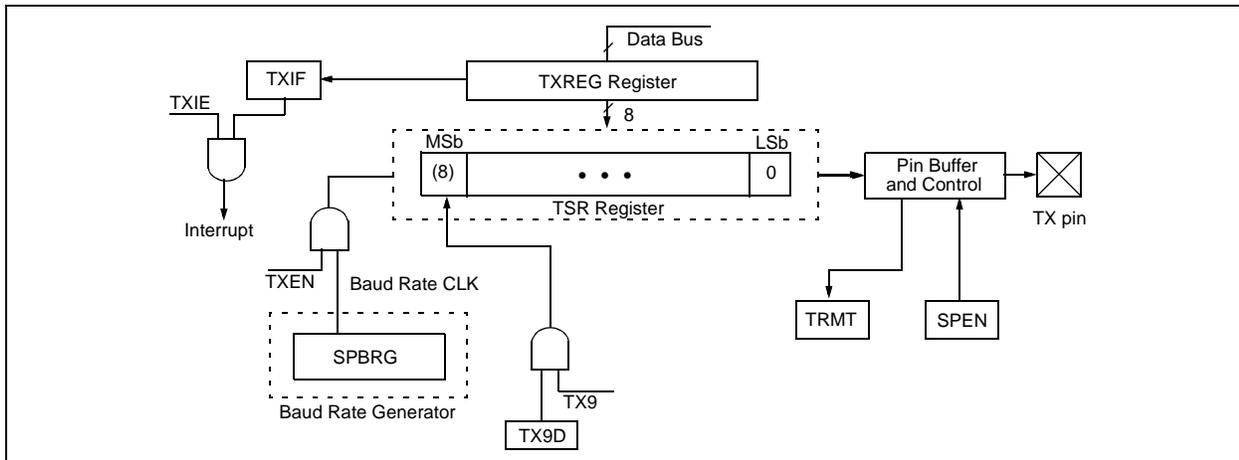 Data Bus
TXIF
TXREG Register
TXIE
8
MSb
LSb
(8)
• • •
0
Pin Buffer
and Control
TSR Register
TX pin
Interrupt
TXEN
Baud Rate CLK
TRMT
SPEN
SPBRG
Baud Rate Generator
TX9
TX9D